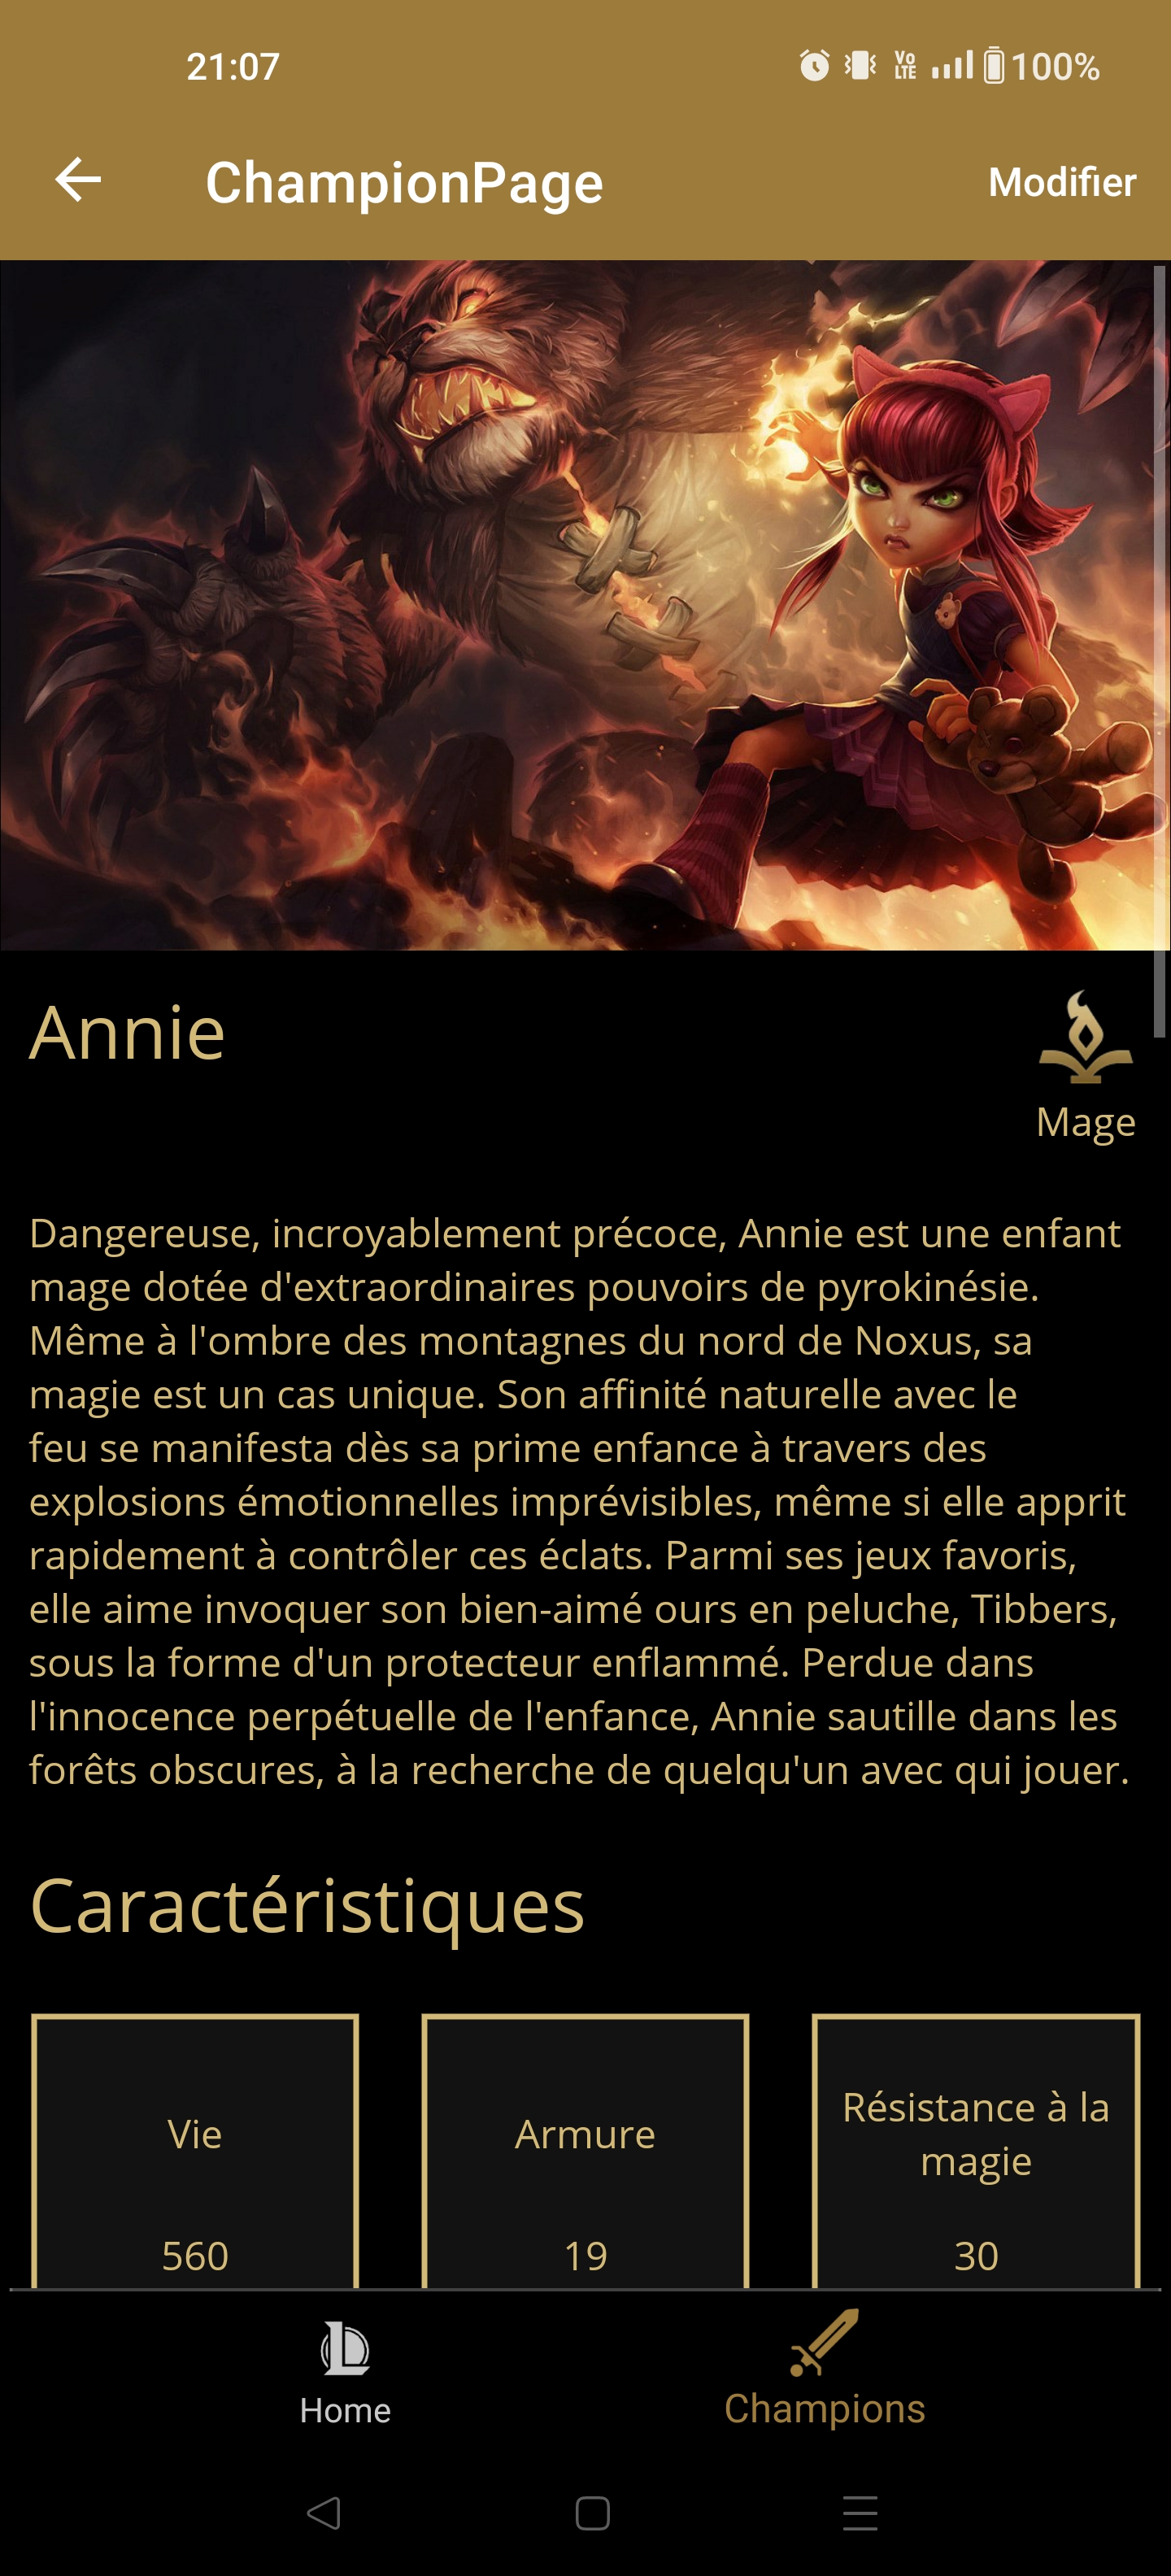 21:07
Vo LTE
100%
ChampionPage
Modifier
Annie
Mage
Dangereuse, incroyablement précoce, Annie est une enfant
mage dotée d'extraordinaires pouvoirs de pyrokinésie.
Même à l'ombre des montagnes du nord de Noxus, sa
magie est un cas unique. Son affinité naturelle avec le
feu se manifesta dès sa prime enfance à travers des
explosions émotionnelles imprévisibles, même si elle apprit
rapidement à contrôler ces éclats. Parmi ses jeux favoris,
elle aime invoquer son bien-aimé ours en peluche, Tibbers,
sous la forme d'un protecteur enflammé. Perdue dans
l'innocence perpétuelle de l'enfance, Annie sautille dans les
forêts obscures, à la recherche de quelqu'un avec qui jouer.
Caractéristiques
Vie
560
Armure
19
Résistance à la
magie
30
Home
Champions